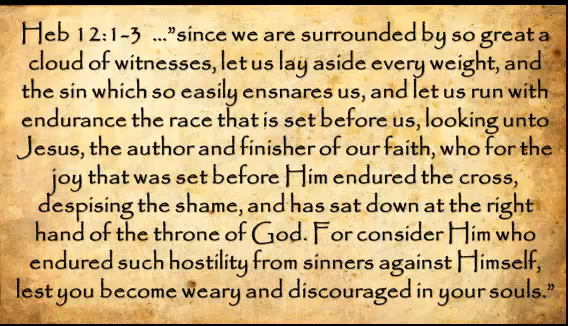 Heb 12:1-3 ..."since we are surrounded by so great a
cloud of witnesses, let us lay aside every weight, and
the sin which so easily ensnares us, and let us run with
endurance the race that is set before us, looking unto
Jesus, the author and finisher of our faith, who for the
joy that was set before Him endured the cross,
despising the shame, and has sat down at the right
hand of the throne of God. For consider Him who
endured such hostility from sinners against Himself,
lest you become weary and discouraged in your souls."